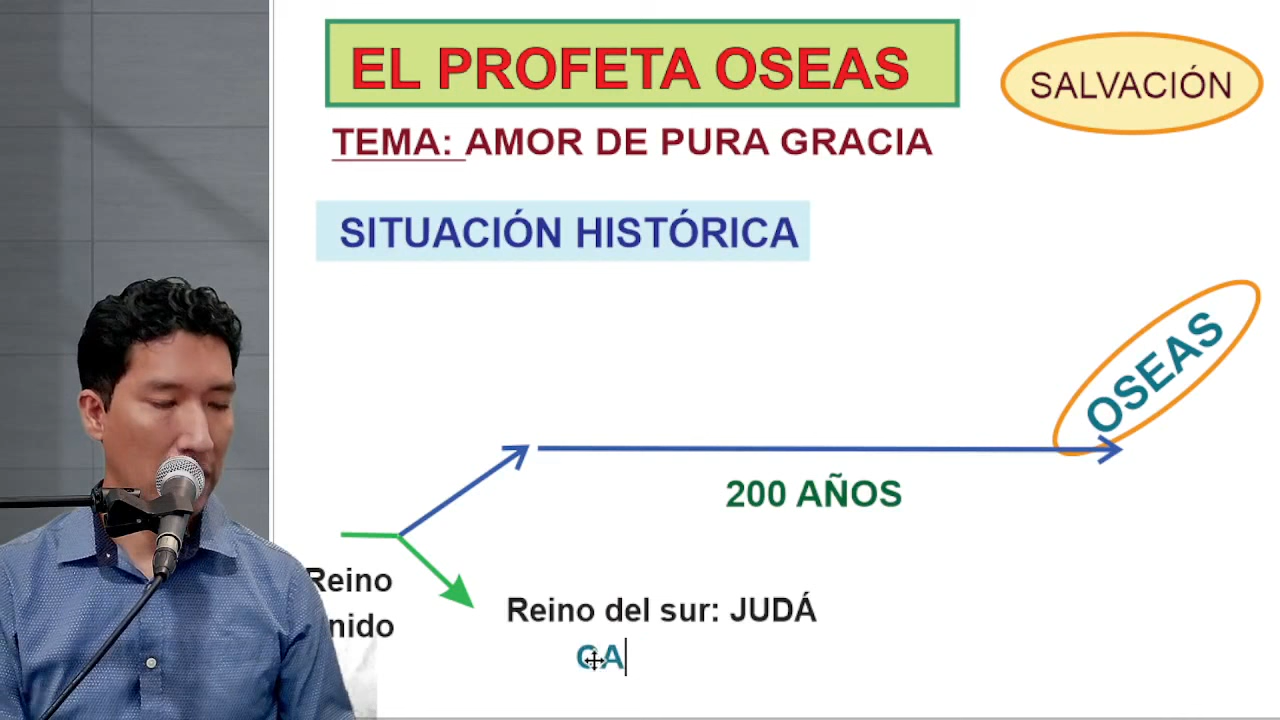 EL PROFETA OSEAS
SALVACIÓN
TEMA: AMOR DE PURA GRACIA
SITUACIÓN HISTÓRICA
OSEAS
200 AÑOS
Reino
nido
Reino del sur: JUDÁ
CA